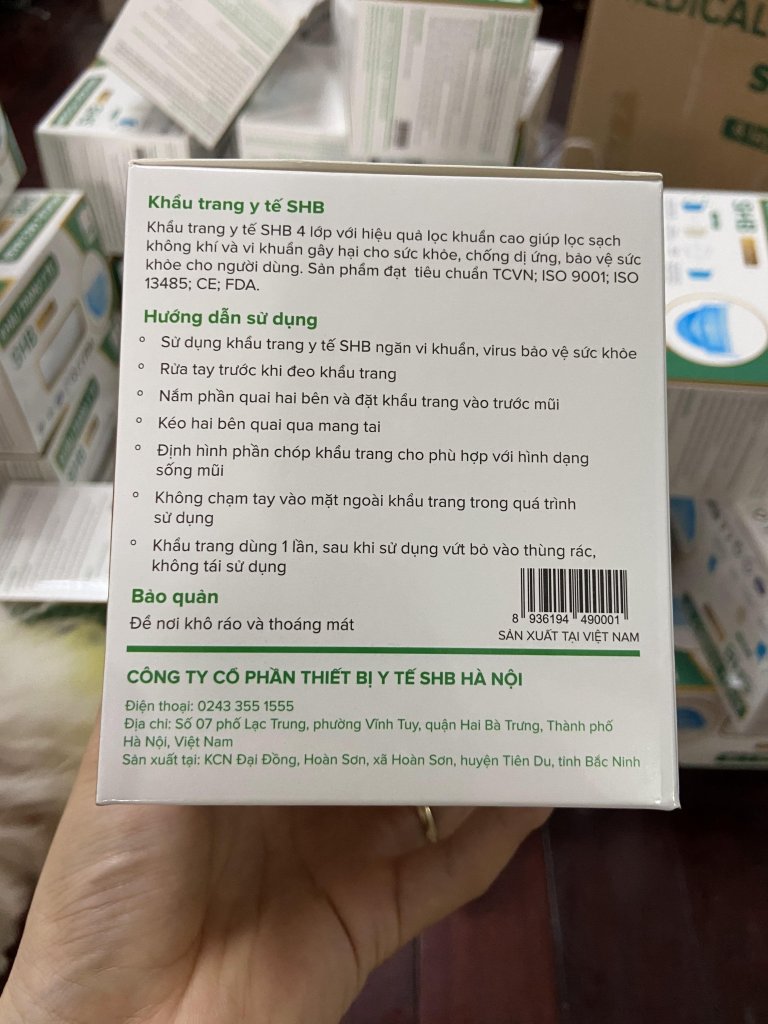 MEDICAL
SHB
Khẩu trang y tế SHB
Khẩu trang y tế SHB 4 lớp với hiệu quả lọc khuẩn cao giúp lọc sạch
không khí và vi khuẩn gây hại cho sức khỏe, chống dị ứng, bảo vệ sức
khỏe cho người dùng. Sản phẩm đạt tiêu chuẩn TCVN; ISO 9001; ISO
13485; CE; FDA.
Hướng dẫn sử dụng
° Sử dụng khẩu trang y tế SHB ngăn vi khuẩn, virus bảo vệ sức khỏe
° Rửa tay trước khi đeo khẩu trang
° Nắm phần quai hai bên và đặt khẩu trang vào trước mũi
° Kéo hai bên quai qua mang tai
° Định hình phần chóp khẩu trang cho phù hợp với hình dạng
sống mũi
° Không chạm tay vào mặt ngoài khẩu trang trong quá trình
sử dụng
° Khẩu trang dùng 1 lần, sau khi sử dụng vứt bỏ vào thùng rác,
không tái sử dụng
Bảo quản
Để nơi khô ráo và thoáng mát
8 936194 490001
SẢN XUẤT TẠI VIỆT NAM
CÔNG TY CỔ PHẦN THIẾT BỊ Y TẾ SHB HÀ NỘI
Điện thoại: 0243 355 1555
Địa chỉ: Số 07 phố Lạc Trung, phường Vĩnh Tuy, quận Hai Bà Trưng, Thành phố
Hà Nội, Việt Nam
Sản xuất tại: KCN Đại Đồng, Hoàn Sơn, xã Hoàn Sơn, huyện Tiên Du, tỉnh Bắc Ninh